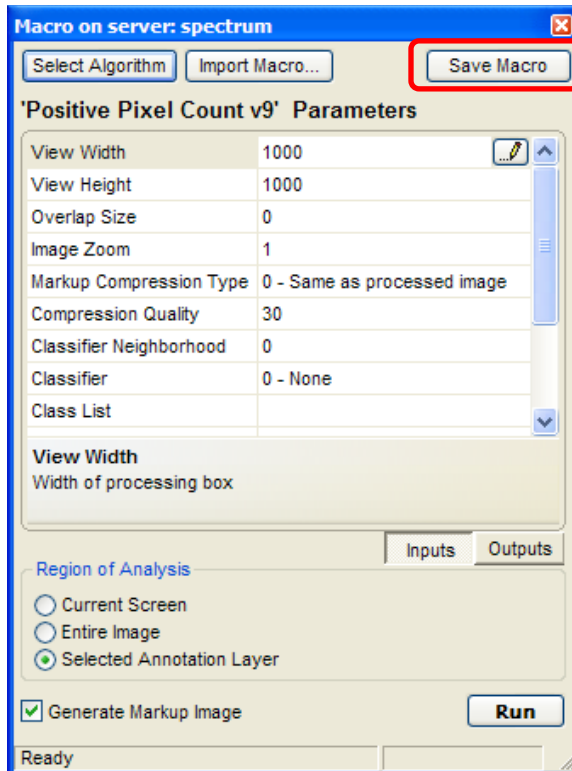 Macro on server: spectrum
Select Algorithm Import Macro... Save Macro
'Positive Pixel Count v9' Parameters
View Width 1000
View Height 1000
Overlap Size 0
Image Zoom 1
Markup Compression Type 0 - Same as processed image
Compression Quality 30
Classifier Neighborhood 0
Classifier 0 - None
Class List
View Width
Width of processing box
Inputs Outputs
Region of Analysis
Current Screen
Entire Image
Selected Annotation Layer
Generate Markup Image Run
Ready